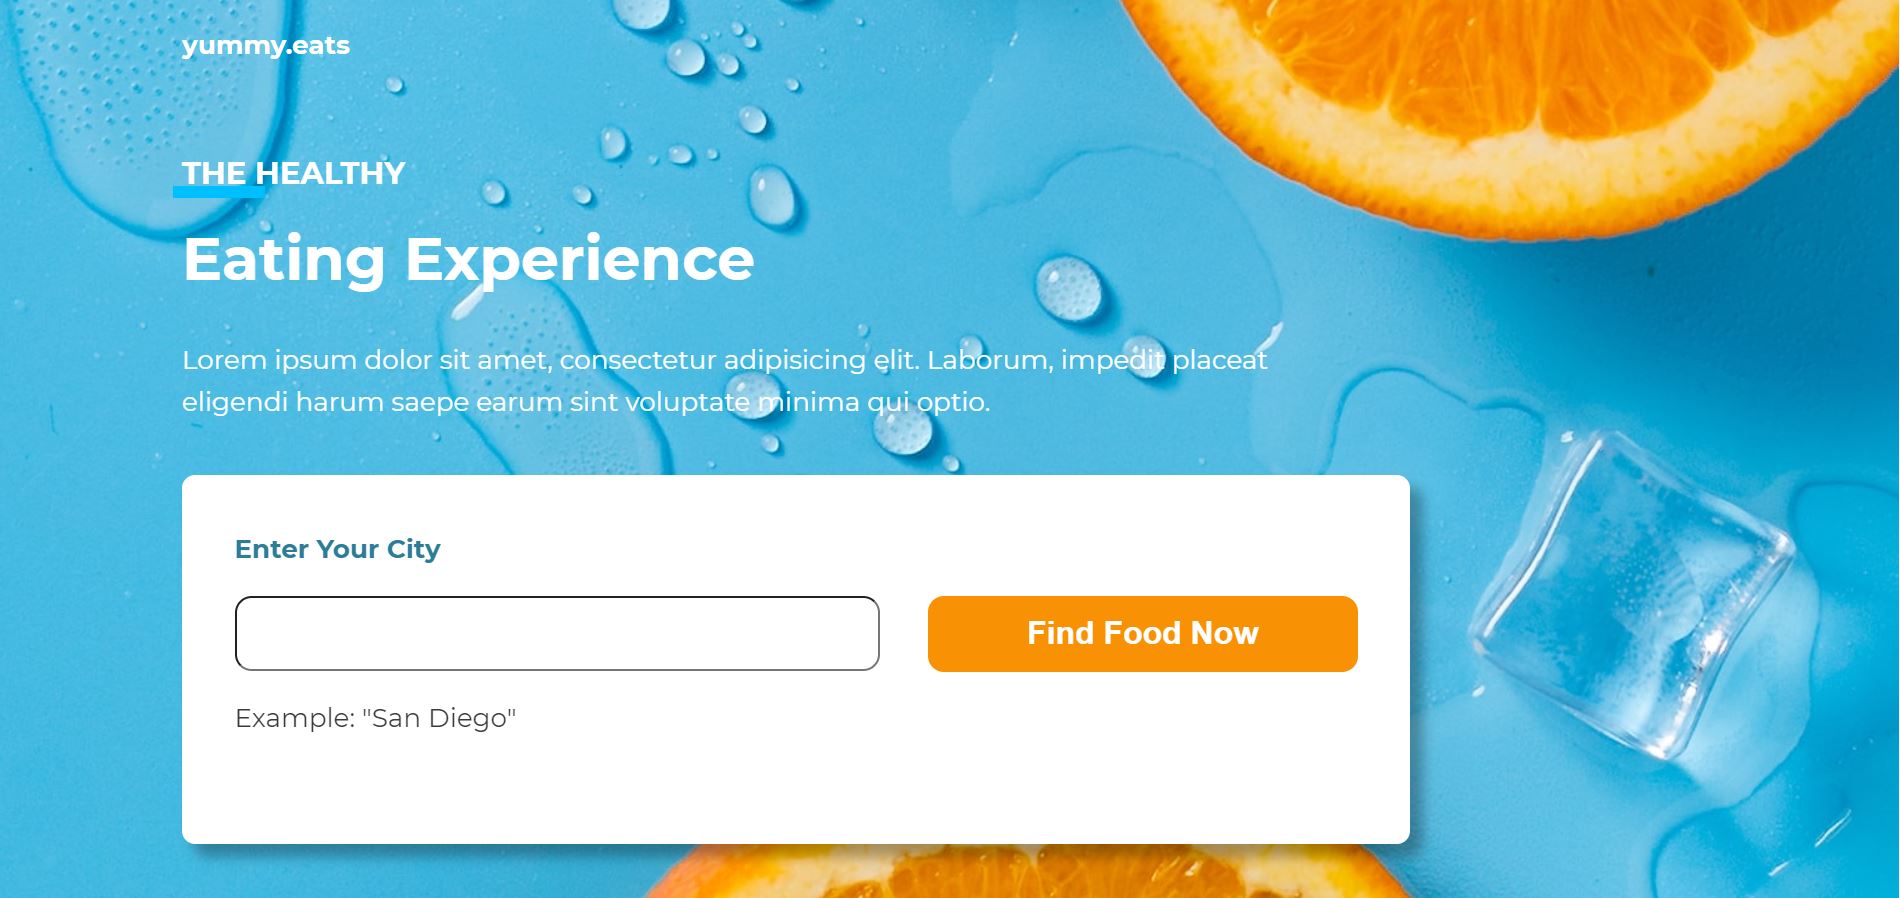 yummy.eats
THE HEALTHY
Eating Experience
Lorem ipsum dolor sit amet, consectetur adipisicing elit. Laborum, impedit placeat
eligendi harum saepe earum sint voluptate minima qui optio.
Enter Your City
Find Food Now
Example: "San Diego"